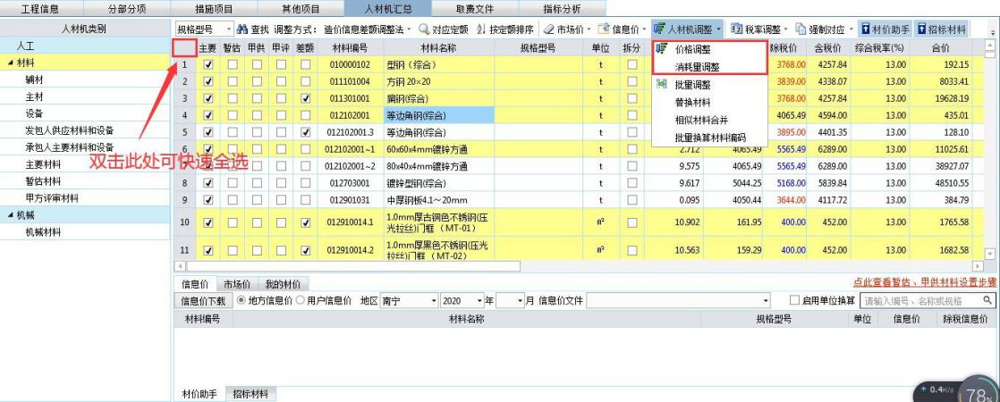 工程信息 分部分项 措施项目 其他项目 人材机汇总 取费文件 指标分析
人材机类别 规格型号 查找 调整方式: 造价信息差额调整法 对应定额 按定额排序 市场价 信息价 人材机调整 税率调整 强制对应 材价助手 招标材料
人工
材料
辅材
主材
设备
发包人供应材料和设备
承包人主要材料和设备
主要材料
暂估材料
甲方评审材料
机械
机械材料
双击此处可快速全选
主要 暂估 甲供 甲评 差额 材料编号 材料名称 规格型号 单位 拆分 除税价 含税价 综合税率(%) 合价
1 010000102 型钢(综合) t 3768.00 4257.84 13.00 192.15
2 011101004 方钢 20×20 t 3839.00 4338.07 13.00 8033.41
3 011301001 扁钢(综合) t 3768.00 4257.84 13.00 19628.19
4 012102001 等边角钢(综合) t 4065.49 4594.00 13.00 435.01
5 012102001.3 等边角钢(综合) t 3895.00 4401.35 13.00 128.10
6 012102001~1 60x60x4mm镀锌方通 t 2.712 4065.49 5565.49 6289.00 13.00 11025.61
7 012102001~2 80x40x4mm镀锌方通 t 9.575 4065.49 5565.49 6289.00 13.00 38927.07
8 012703001 镀锌型钢(综合) t 9.617 5044.25 5168.00 5839.84 13.00 48510.55
9 012901031 中厚钢板4.1~20mm t 0.095 4050.44 3644.00 4117.72 13.00 384.79
10 012910014.1 1.0mm厚古铜色不锈钢(压光拉丝)门框 (MT-01) m² 10.902 161.95 400.00 452.00 13.00 1765.58
11 012910014.2 1.0mm厚黑色不锈钢(压光拉丝)门框 (MT-02) m² 10.563 159.29 400.00 452.00 13.00 1682.58
价格调整
消耗量调整
批量调整
替换材料
相似材料合并
批量换算材料编码
信息价 市场价 我的材价 点此查看暂估、甲供材料设置步骤
信息价下载 地方信息价 用户信息价 地区 南宁 2020 年 月 信息价文件 启用单位换算 请输入编号、名称或规格
材料编号 材料名称 规格型号 单位 信息价 除税信息价
材价助手 招标材料
0.4K/s 78%